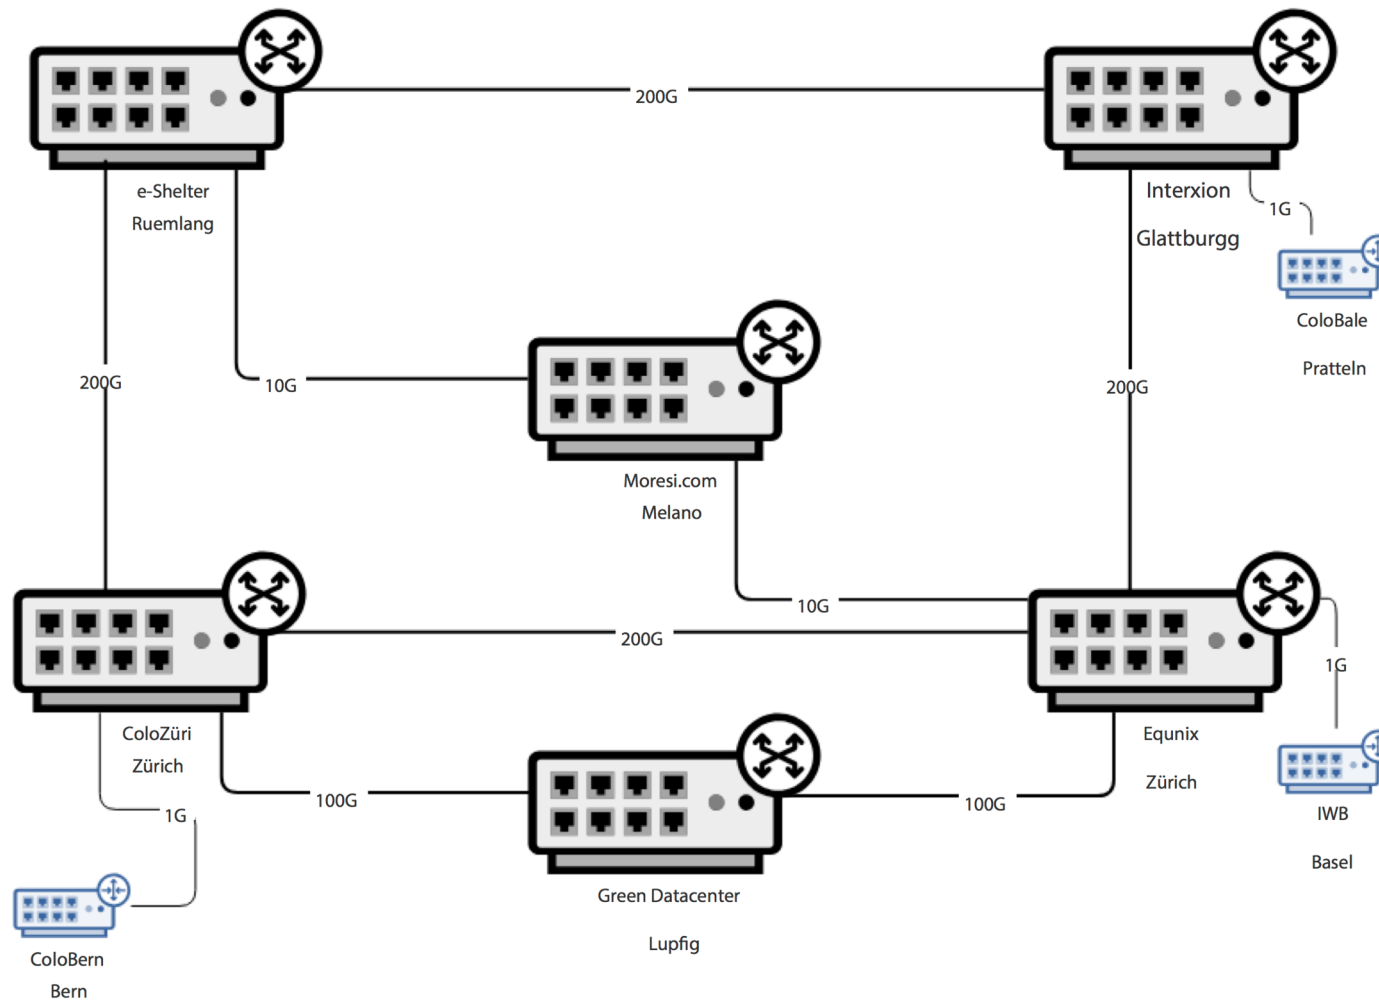 200G
e-Shelter
Ruemlang
Interxion
Glattburgg
1G
ColoBale
Pratteln
200G
10G
200G
Moresi.com
Melano
10G
200G
1G
ColoZüri
Zürich
Equnix
Zürich
100G
100G
1G
IWB
Basel
Green Datacenter
Lupfig
ColoBern
Bern